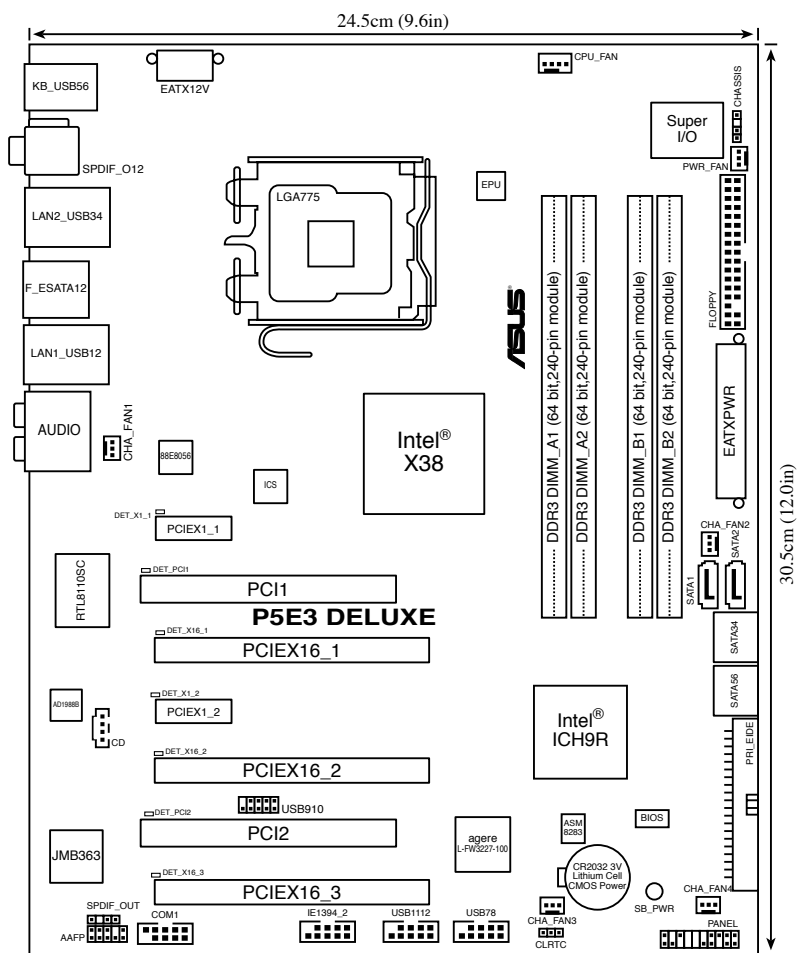 24.5cm (9.6in)
KB_USB56
EATX12V
CPU_FAN
CHASSIS
Super
I/O
SPDIF_O12
PWR_FAN
LGA775
EPU
LAN2_USB34
F_ESATA12
FLOPPY
LAN1_USB12
ASUS®
DDR3 DIMM_A1 (64 bit,240-pin module)
DDR3 DIMM_A2 (64 bit,240-pin module)
DDR3 DIMM_B1 (64 bit,240-pin module)
DDR3 DIMM_B2 (64 bit,240-pin module)
EATXPWR
30.5cm (12.0in)
AUDIO
CHA_FAN1
88E8056
Intel®
X38
ICS
DET_X1_1
PCIEX1_1
CHA_FAN2
SATA2
SATA1
RTL8110SC
DET_PCI1
PCI1
P5E3 DELUXE
DET_X16_1
PCIEX16_1
SATA34
SATA56
AD1988B
DET_X1_2
PCIEX1_2
CD
Intel®
ICH9R
PRI_EIDE
DET_X16_2
PCIEX16_2
USB910
DET_PCI2
PCI2
JMB363
agere
L-FW3227-100
ASM
8283
BIOS
CR2032 3V
Lithium Cell
CMOS Power
DET_X16_3
PCIEX16_3
SB_PWR
CHA_FAN4
SPDIF_OUT
AAFP
COM1
IE1394_2
USB1112
USB78
CHA_FAN3
CLRTC
PANEL